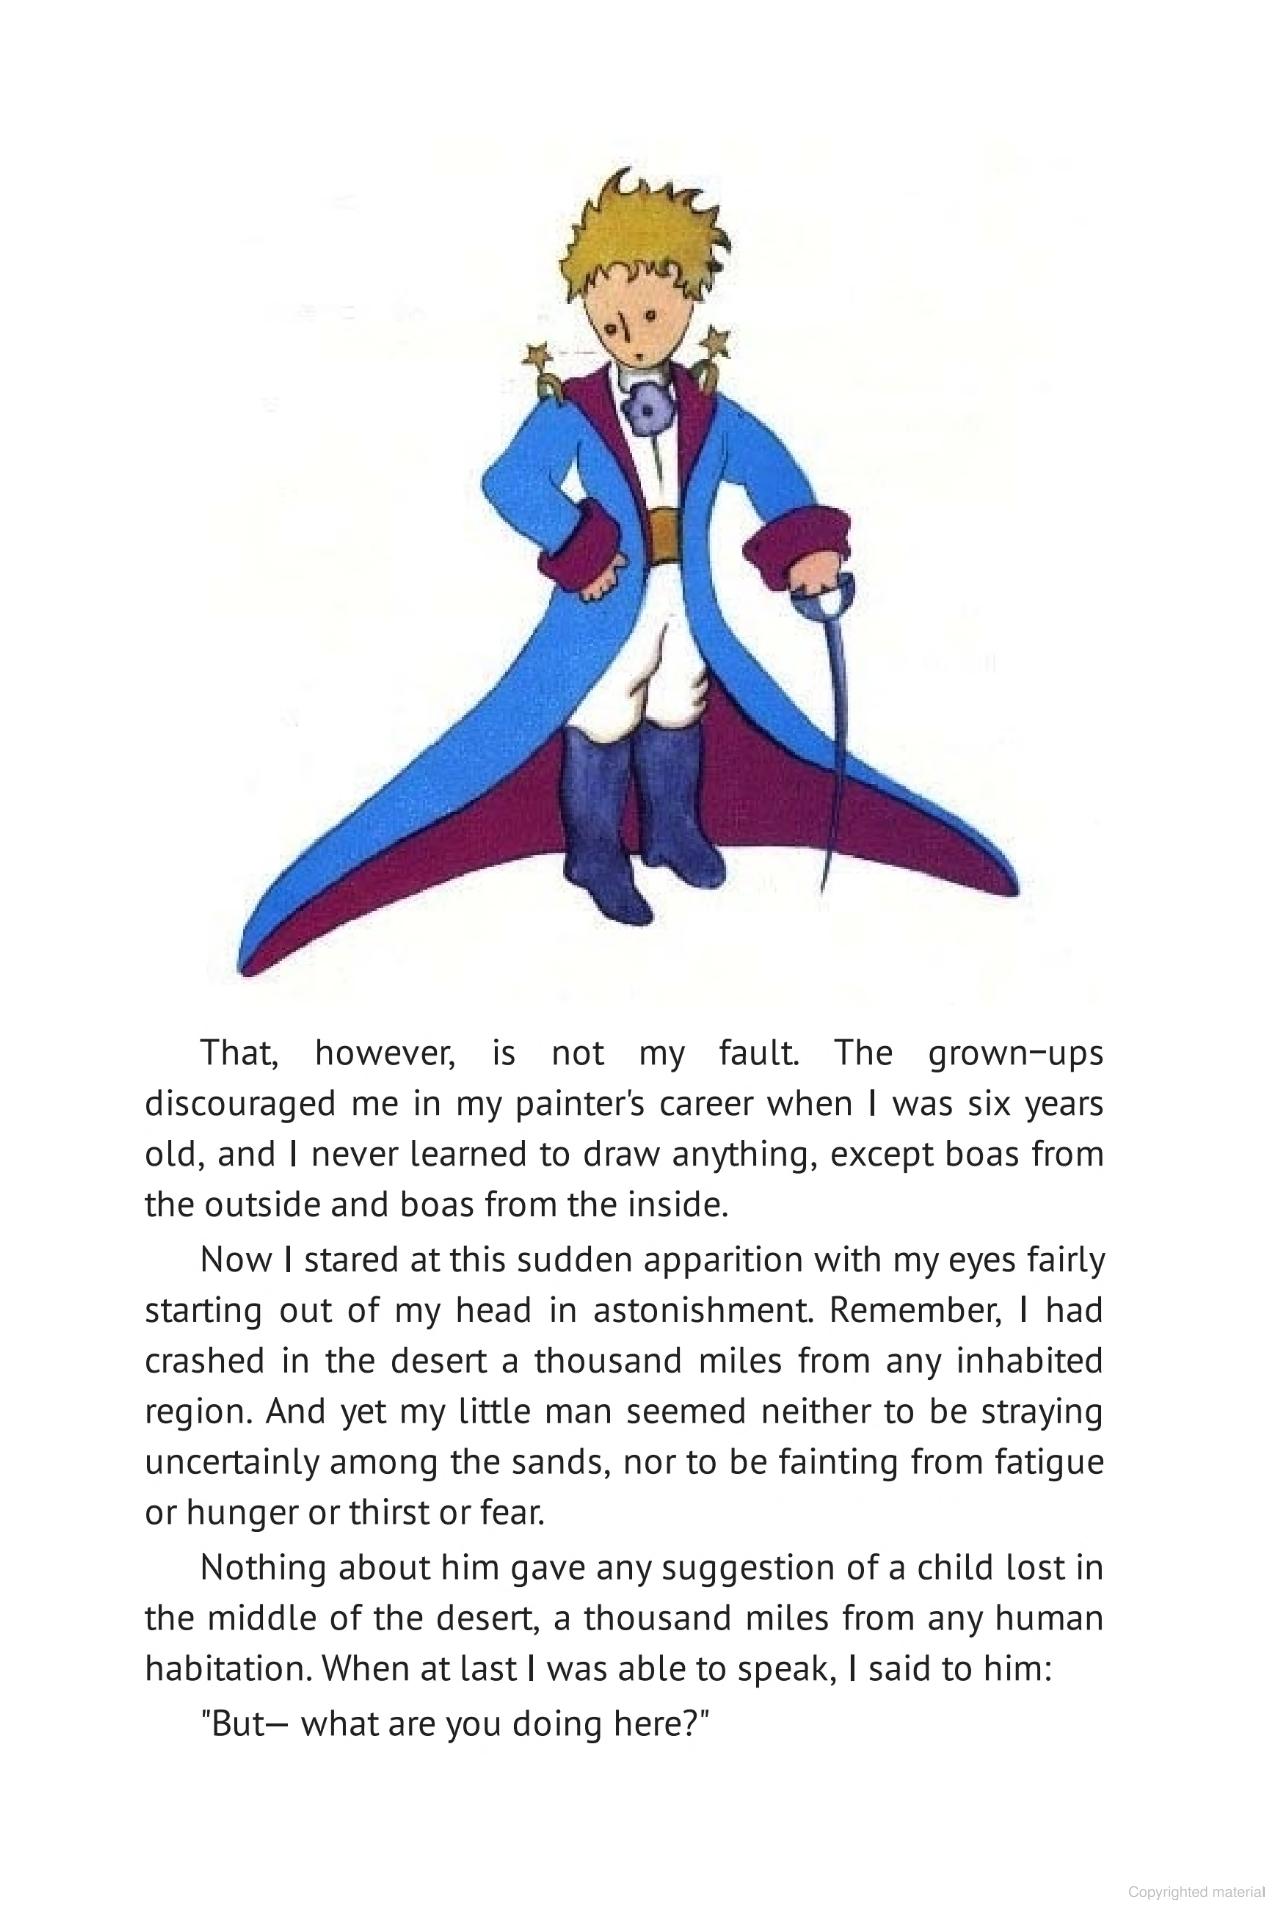 That, however, is not my fault. The grown–ups
discouraged me in my painter's career when I was six years
old, and I never learned to draw anything, except boas from
the outside and boas from the inside.
Now I stared at this sudden apparition with my eyes fairly
starting out of my head in astonishment. Remember, I had
crashed in the desert a thousand miles from any inhabited
region. And yet my little man seemed neither to be straying
uncertainly among the sands, nor to be fainting from fatigue
or hunger or thirst or fear.
Nothing about him gave any suggestion of a child lost in
the middle of the desert, a thousand miles from any human
habitation. When at last I was able to speak, I said to him:
"But— what are you doing here?"
Copyrighted material